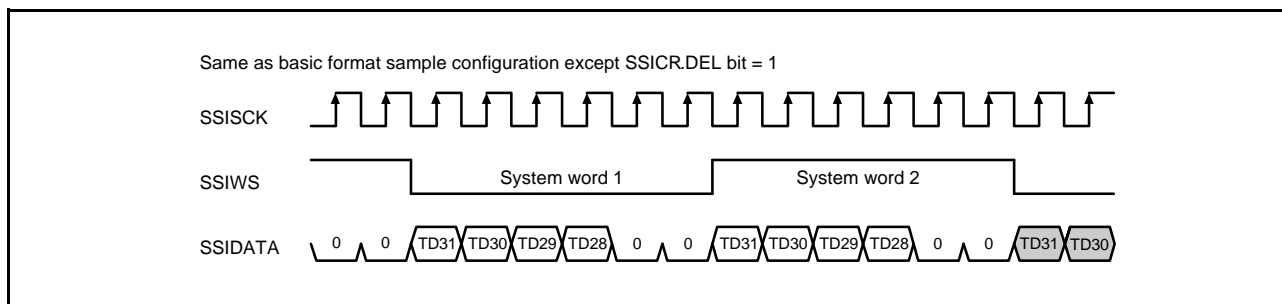 Same as basic format sample configuration except SSICR.DEL bit = 1
SSISCK
SSIWS System word 1 System word 2
SSIDATA 0 0 TD31 TD30 TD29 TD28 0 0 TD31 TD30 TD29 TD28 0 0 TD31 TD30